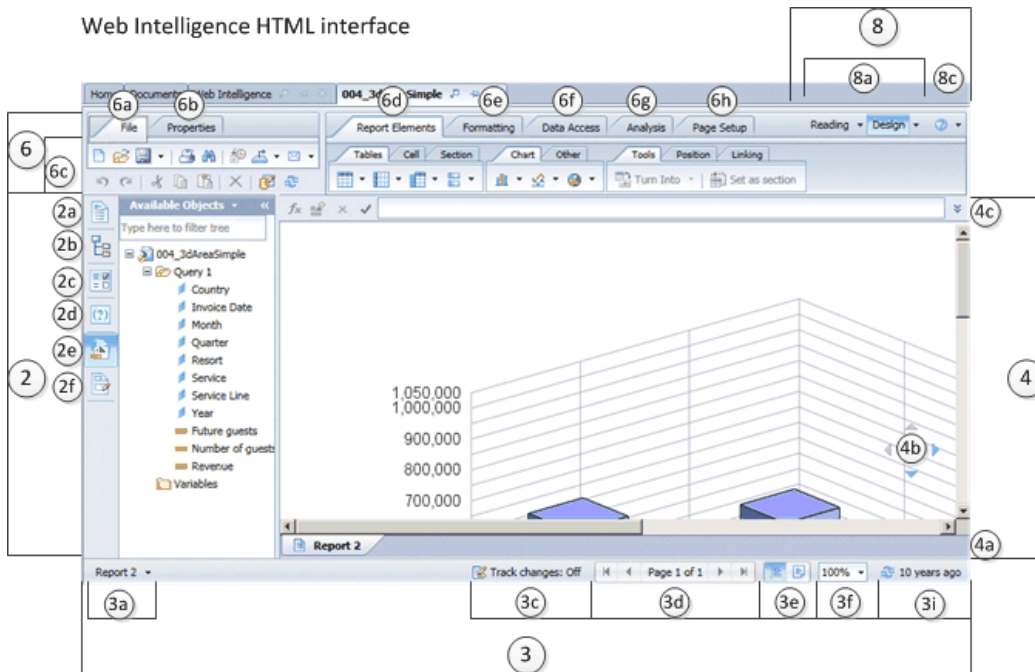 Web Intelligence HTML interface
8
8a 8c
Home Documents Web Intelligence 004_3dAreaSimple
6a 6b 6d 6e 6f 6g 6h
File Properties Report Elements Formatting Data Access Analysis Page Setup Reading Design
6
Tables Cell Section Chart Other Tools Position Linking
6c
Turn Into Set as section
2a Available Objects «
fx 4c
Type here to filter tree
2b
004_3dAreaSimple
Query 1
2c
Country
Invoice Date
2d
(?)
Month
Quarter
2e
Resort
Service
2 2f
Service Line
4
Year
Future guests
Number of guests
Revenue
Variables
1,050,000
1,000,000
900,000
4b
800,000
700,000
Report 2
4a
Report 2 Track changes: Off Page 1 of 1 100% 10 years ago
3a 3c 3d 3e 3f 3i
3